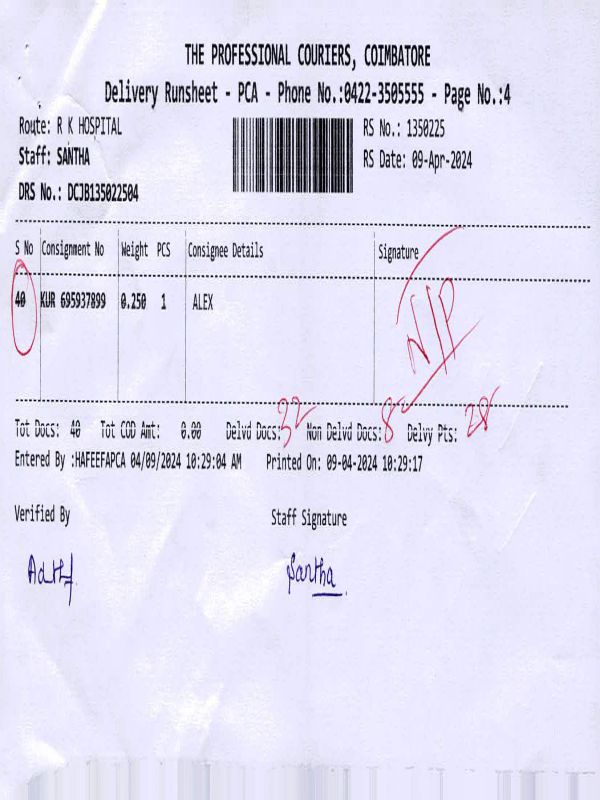 THE PROFESSIONAL COURIERS, COIMBATORE
Delivery Runsheet - PCA - Phone No.:0422-3505555 - Page No.:4
Route: R K HOSPITAL RS No.: 1350225
Staff: SANTHA RS Date: 09-Apr-2024
DRS No.: DCJB135022504
S No Consignment No Weight PCS Consignee Details Signature
40 KUR 695937899 0.250 1 ALEX N/P
Tot Docs: 40 Tot COD Amt: 0.00 Delvd Docs: 32 Non Delvd Docs: 8 Delvy Pts: 28
Entered By :HAFEEFAPCA 04/09/2024 10:29:04 AM Printed On: 09-04-2024 10:29:17
Verified By Staff Signature
Santha